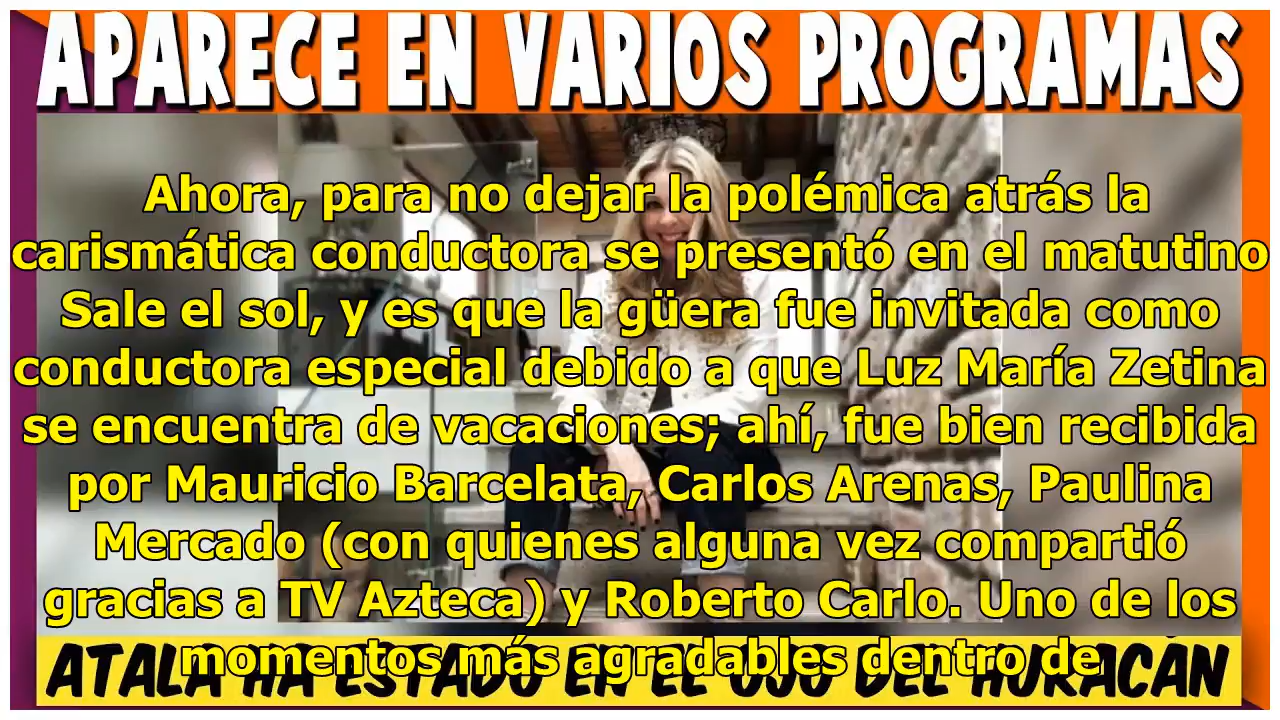 APARECE EN VARIOS PROGRAMAS
Ahora, para no dejar la polémica atrás la
carismática conductora se presentó en el matutino
Sale el sol, y es que la güera fue invitada como
conductora especial debido a que Luz María Zetina
se encuentra de vacaciones; ahí, fue bien recibida
por Mauricio Barcelata, Carlos Arenas, Paulina
Mercado (con quienes alguna vez compartió
gracias a TV Azteca) y Roberto Carlo. Uno de los
momentos más agradables dentro de
ATALA HA ESTADO EN EL OJO DEL HURACÁN